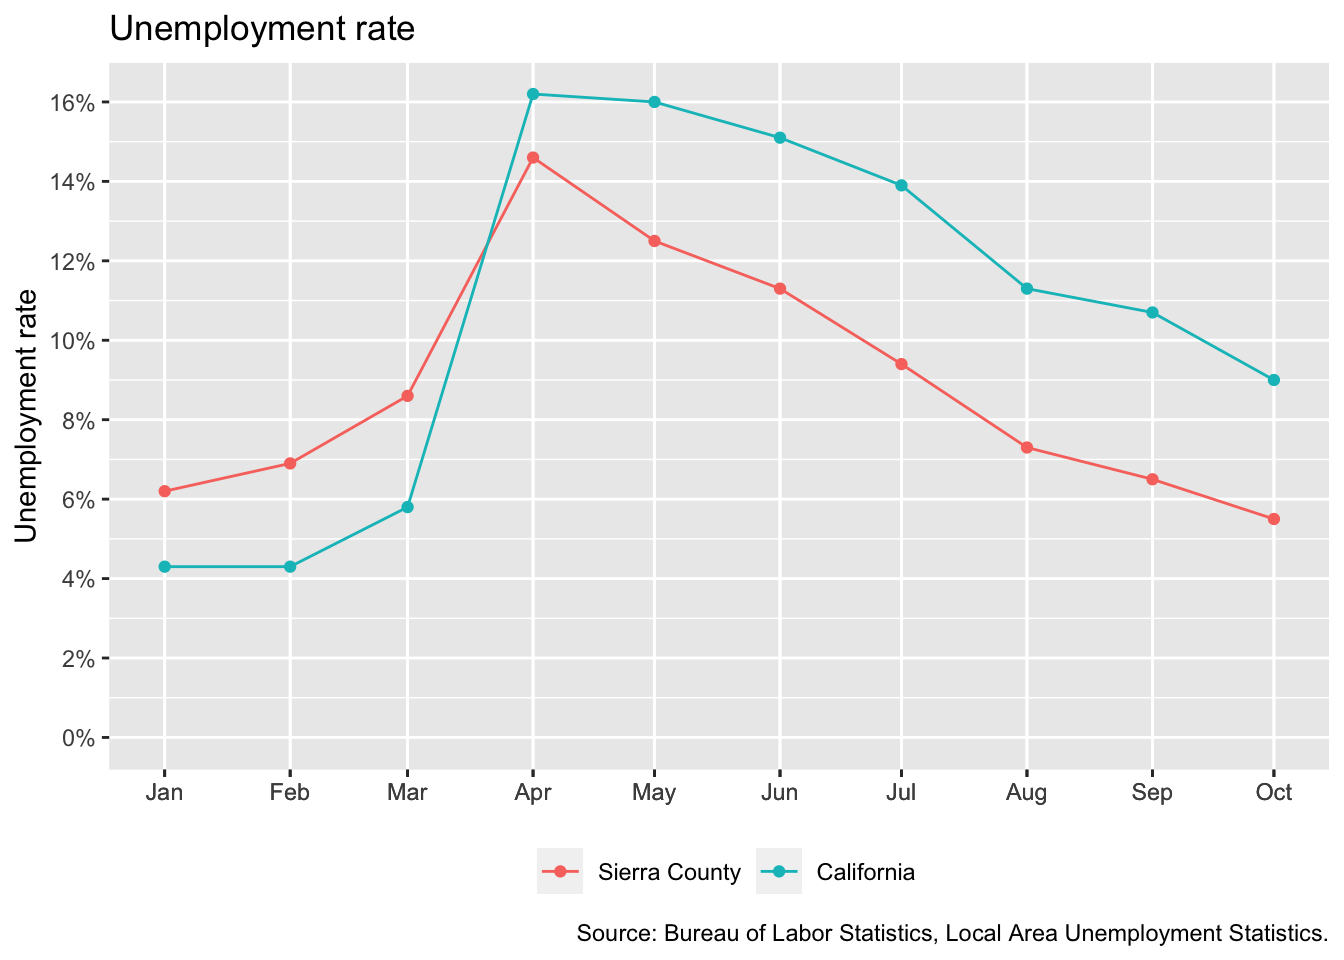 Unemployment rate
Unemployment rate
16%
14%
12%
10%
8%
6%
4%
2%
0%
Jan Feb Mar Apr May Jun Jul Aug Sep Oct
Sierra County California
Source: Bureau of Labor Statistics, Local Area Unemployment Statistics.